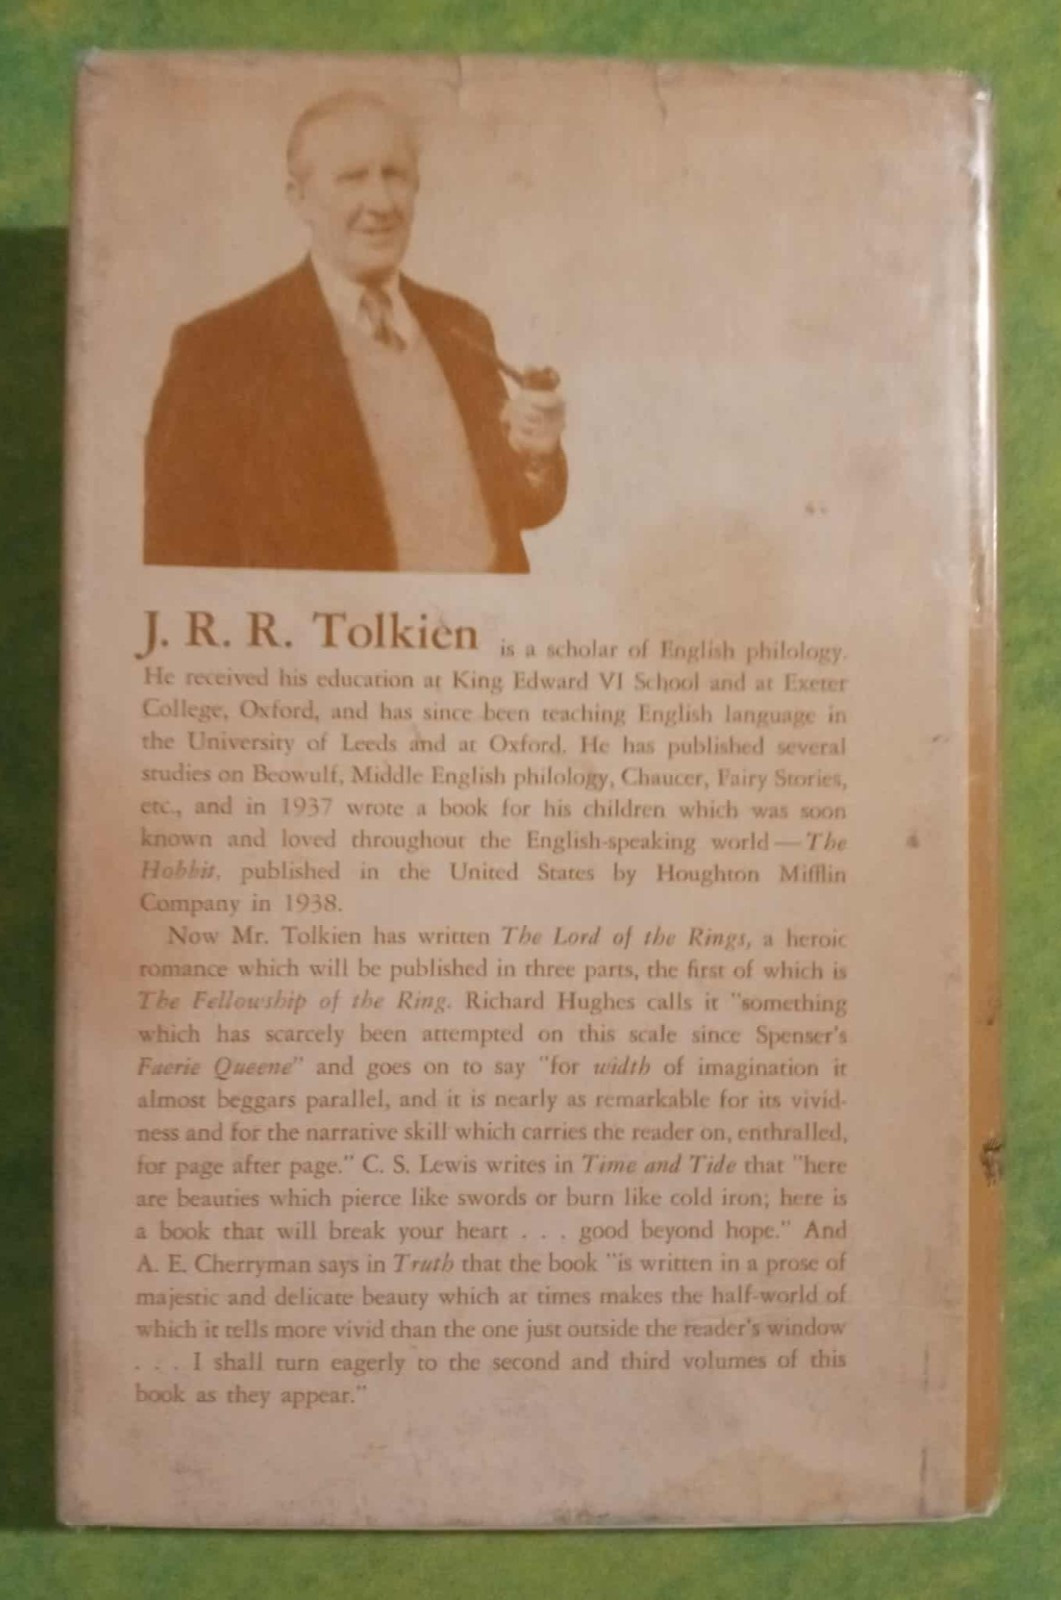 J. R. R. Tolkien is a scholar of English philology.
He received his education at King Edward VI School and at Exeter
College, Oxford, and has since been teaching English language in
the University of Leeds and at Oxford. He has published several
studies on Beowulf, Middle English philology, Chaucer, Fairy Stories,
etc., and in 1937 wrote a book for his children which was soon
known and loved throughout the English-speaking world—The
Hobbit, published in the United States by Houghton Mifflin
Company in 1938.
Now Mr. Tolkien has written The Lord of the Rings, a heroic
romance which will be published in three parts, the first of which is
The Fellowship of the Ring. Richard Hughes calls it "something
which has scarcely been attempted on this scale since Spenser's
Faerie Queene" and goes on to say "for width of imagination it
almost beggars parallel, and it is nearly as remarkable for its vivid-
ness and for the narrative skill which carries the reader on, enthralled,
for page after page." C. S. Lewis writes in Time and Tide that "here
are beauties which pierce like swords or burn like cold iron; here is
a book that will break your heart . . . good beyond hope." And
A. E. Cherryman says in Truth that the book "is written in a prose of
majestic and delicate beauty which at times makes the half-world of
which it tells more vivid than the one just outside the reader's window
. . . I shall turn eagerly to the second and third volumes of this
book as they appear."